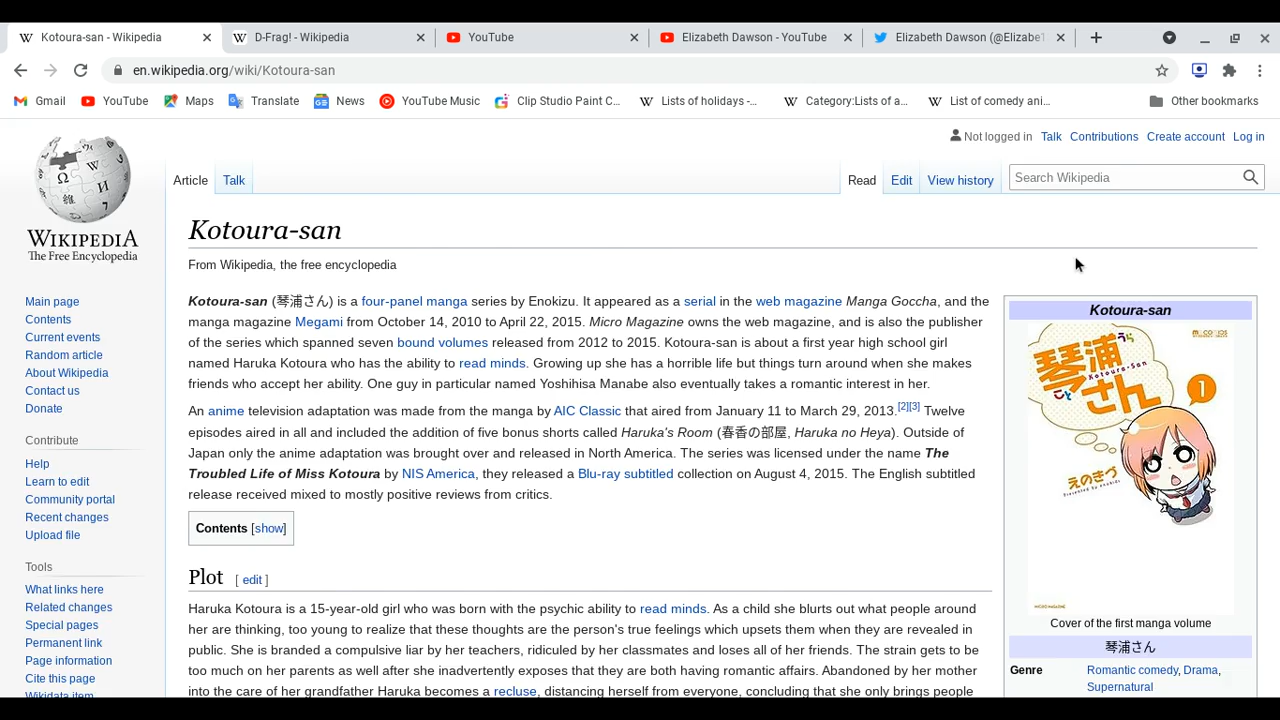 Kotoura-san - Wikipedia
D-Frag! - Wikipedia
YouTube
Elizabeth Dawson - YouTube
Elizabeth Dawson (@Elizabe
en.wikipedia.org/wiki/Kotoura-san
Gmail
YouTube
Maps
Translate
News
YouTube Music
Clip Studio Paint C...
Lists of holidays -...
Category:Lists of a...
List of comedy ani...
Other bookmarks
Not logged in Talk Contributions Create account Log in
Article Talk
Read Edit View history
Search Wikipedia
WIKIPEDIA
The Free Encyclopedia
Main page
Contents
Current events
Random article
About Wikipedia
Contact us
Donate
Contribute
Help
Learn to edit
Community portal
Recent changes
Upload file
Tools
What links here
Related changes
Special pages
Permanent link
Page information
Cite this page
Wikidata item
Kotoura-san
From Wikipedia, the free encyclopedia
Kotoura-san (琴浦さん) is a four-panel manga series by Enokizu. It appeared as a serial in the web magazine Manga Goccha, and the
manga magazine Megami from October 14, 2010 to April 22, 2015. Micro Magazine owns the web magazine, and is also the publisher
of the series which spanned seven bound volumes released from 2012 to 2015. Kotoura-san is about a first year high school girl
named Haruka Kotoura who has the ability to read minds. Growing up she has a horrible life but things turn around when she makes
friends who accept her ability. One guy in particular named Yoshihisa Manabe also eventually takes a romantic interest in her.
An anime television adaptation was made from the manga by AIC Classic that aired from January 11 to March 29, 2013.[2][3] Twelve
episodes aired in all and included the addition of five bonus shorts called Haruka's Room (春香の部屋, Haruka no Heya). Outside of
Japan only the anime adaptation was brought over and released in North America. The series was licensed under the name The
Troubled Life of Miss Kotoura by NIS America, they released a Blu-ray subtitled collection on August 4, 2015. The English subtitled
release received mixed to mostly positive reviews from critics.
Contents [show]
Plot [ edit ]
Haruka Kotoura is a 15-year-old girl who was born with the psychic ability to read minds. As a child she blurts out what people around
her are thinking, too young to realize that these thoughts are the person's true feelings which upsets them when they are revealed in
public. She is branded a compulsive liar by her teachers, ridiculed by her classmates and loses all of her friends. The strain gets to be
too much on her parents as well after she inadvertently exposes that they are both having romantic affairs. Abandoned by her mother
into the care of her grandfather Haruka becomes a recluse, distancing herself from everyone, concluding that she only brings people
Kotoura-san
琴浦さん
うら
こと
Kotoura-San
1
えのきづ
Presented by enokids
Cover of the first manga volume
琴浦さん
Genre Romantic comedy, Drama,
Supernatural